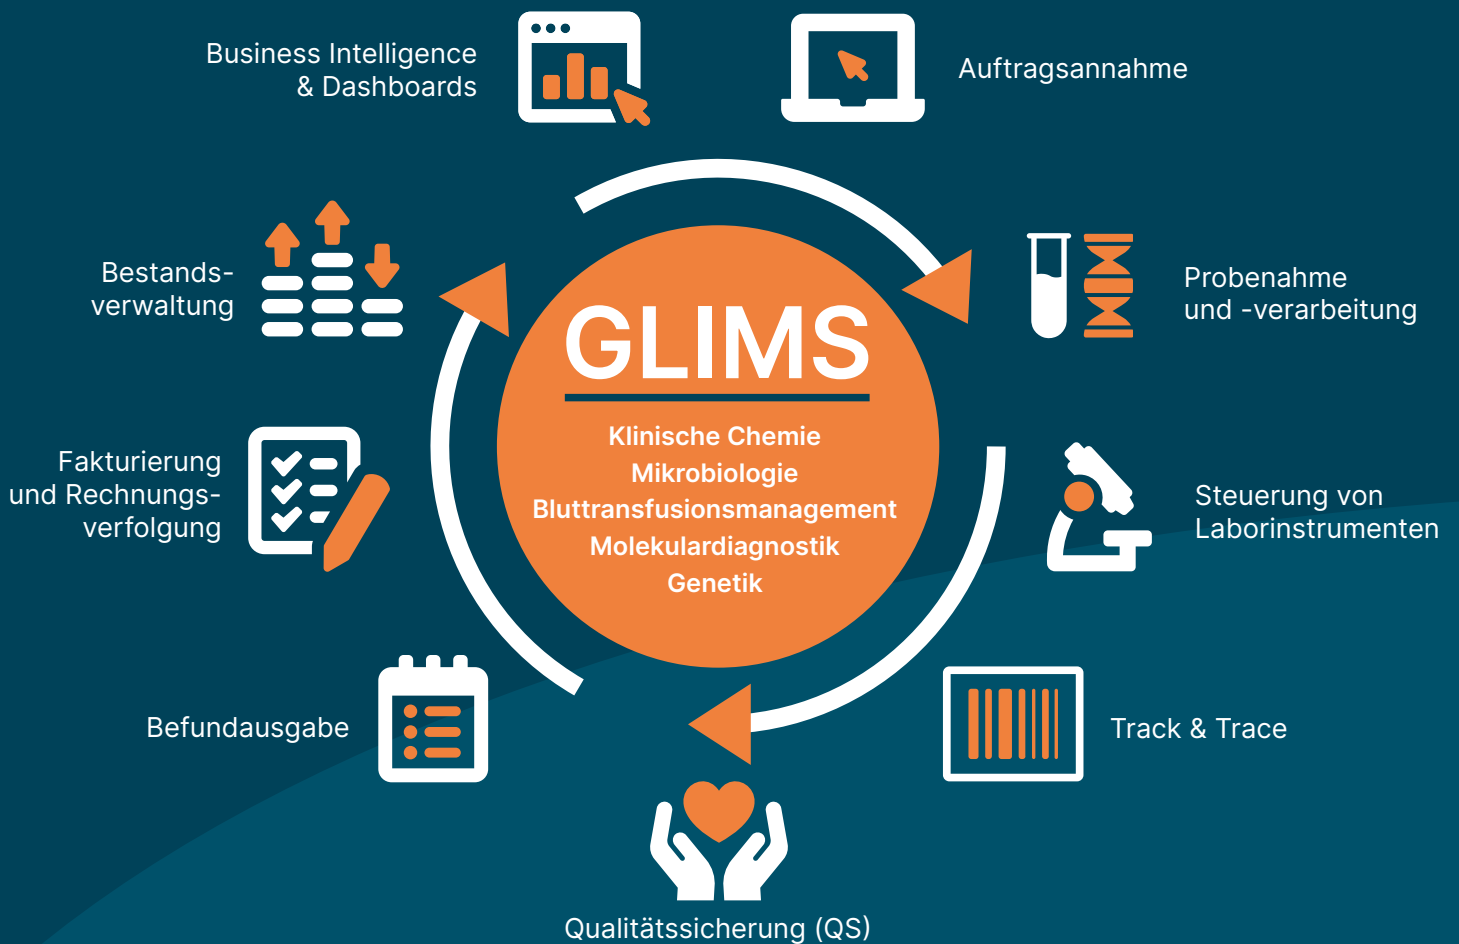 Business Intelligence
& Dashboards
Auftragsannahme
Bestands-
verwaltung
Probenahme
und -verarbeitung
GLIMS
Klinische Chemie
Mikrobiologie
Bluttransfusionsmanagement
Molekulardiagnostik
Genetik
Fakturierung
und Rechnungs-
verfolgung
Steuerung von
Laborinstrumenten
Befundausgabe
Track & Trace
Qualitätssicherung (QS)